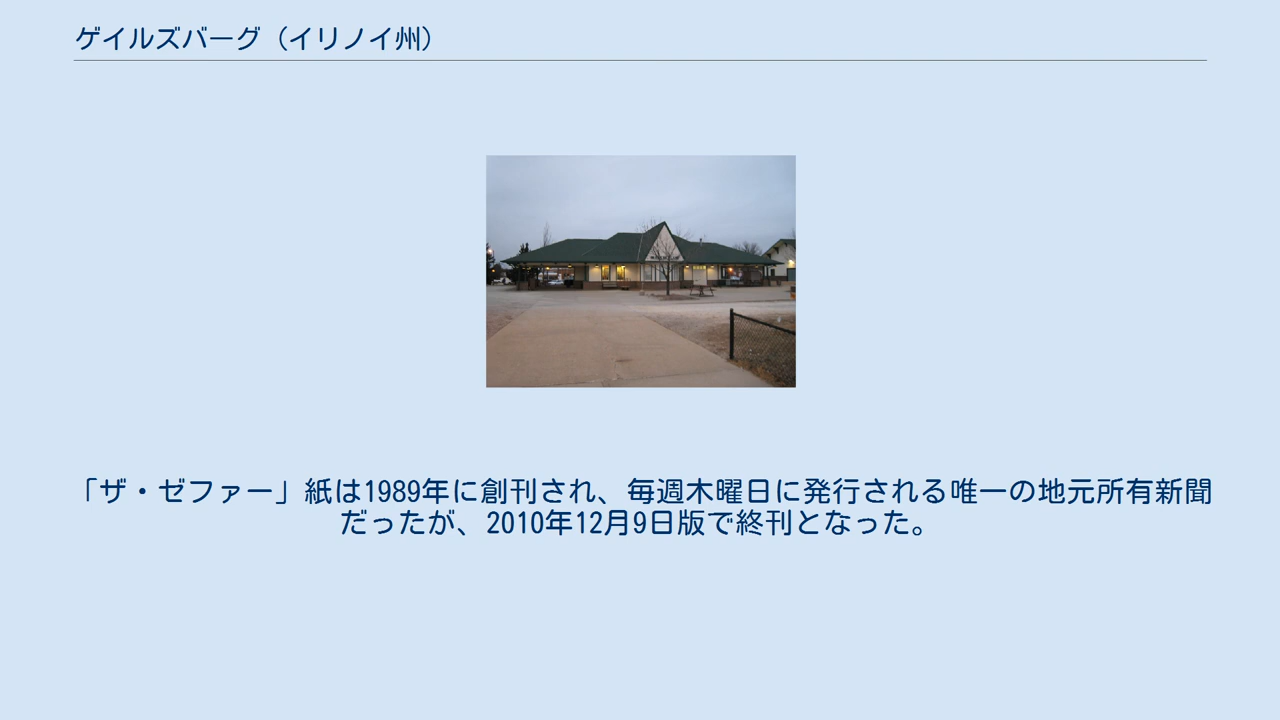 ゲイルズバーグ（イリノイ州）
「ザ・ゼファー」紙は1989年に創刊され、毎週木曜日に発行される唯一の地元所有新聞
だったが、2010年12月9日版で終刊となった。